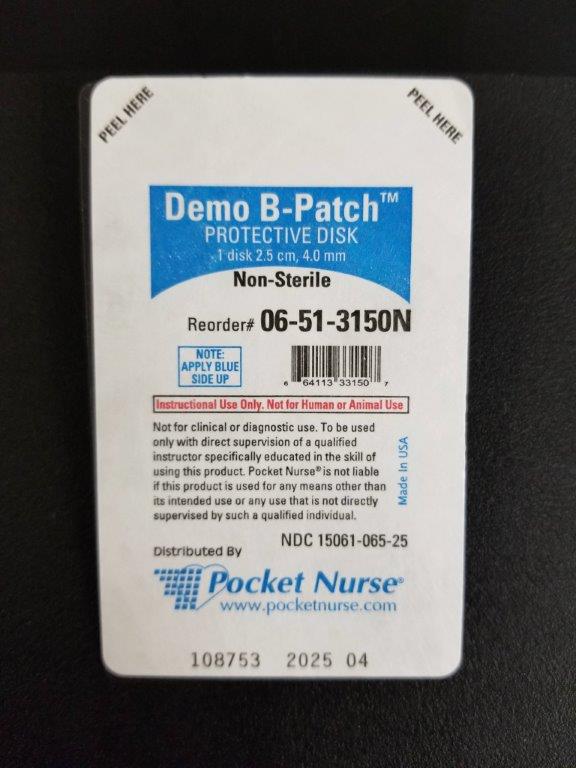 PEEL HERE
PEEL HERE
Demo B-Patch™
PROTECTIVE DISK
1 disk 2.5 cm, 4.0 mm
Non-Sterile
Reorder# 06-51-3150N
NOTE:
APPLY BLUE
SIDE UP
6 64113 33150 7
Instructional Use Only. Not for Human or Animal Use
Not for clinical or diagnostic use. To be used
only with direct supervision of a qualified
instructor specifically educated in the skill of
using this product. Pocket Nurse® is not liable
if this product is used for any means other than
its intended use or any use that is not directly
supervised by such a qualified individual.
Made In USA
NDC 15061-065-25
Distributed By
Pocket Nurse®
www.pocketnurse.com
108753 2025 04